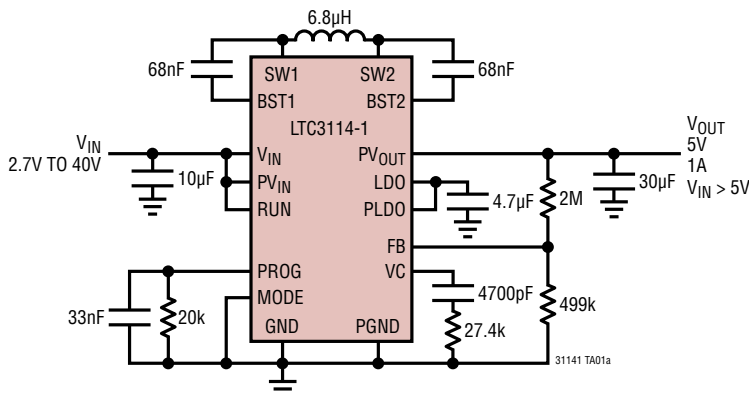 6.8µH
68nF
SW1
SW2
68nF
BST1
BST2
LTC3114-1
VIN
2.7V TO 40V
VIN
PVOUT
VOUT
5V
1A
VIN > 5V
10µF
PVIN
LDO
4.7µF
2M
30µF
RUN
PLDO
FB
PROG
VC
4700pF
MODE
33nF
20k
499k
GND
PGND
27.4k
31141 TA01a